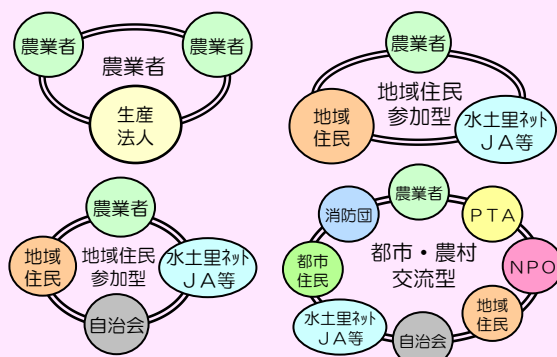 農業者
農業者
農業者
生産
法人
農業者
地域住民
参加型
地域
住民
水土里ネット
ＪＡ等
農業者
地域
住民
地域住民
参加型
水土里ネット
ＪＡ等
自治会
農業者
消防団
ＰＴＡ
都市
住民
都市・農村
交流型
ＮＰＯ
水土里ネット
ＪＡ等
地域
住民
自治会